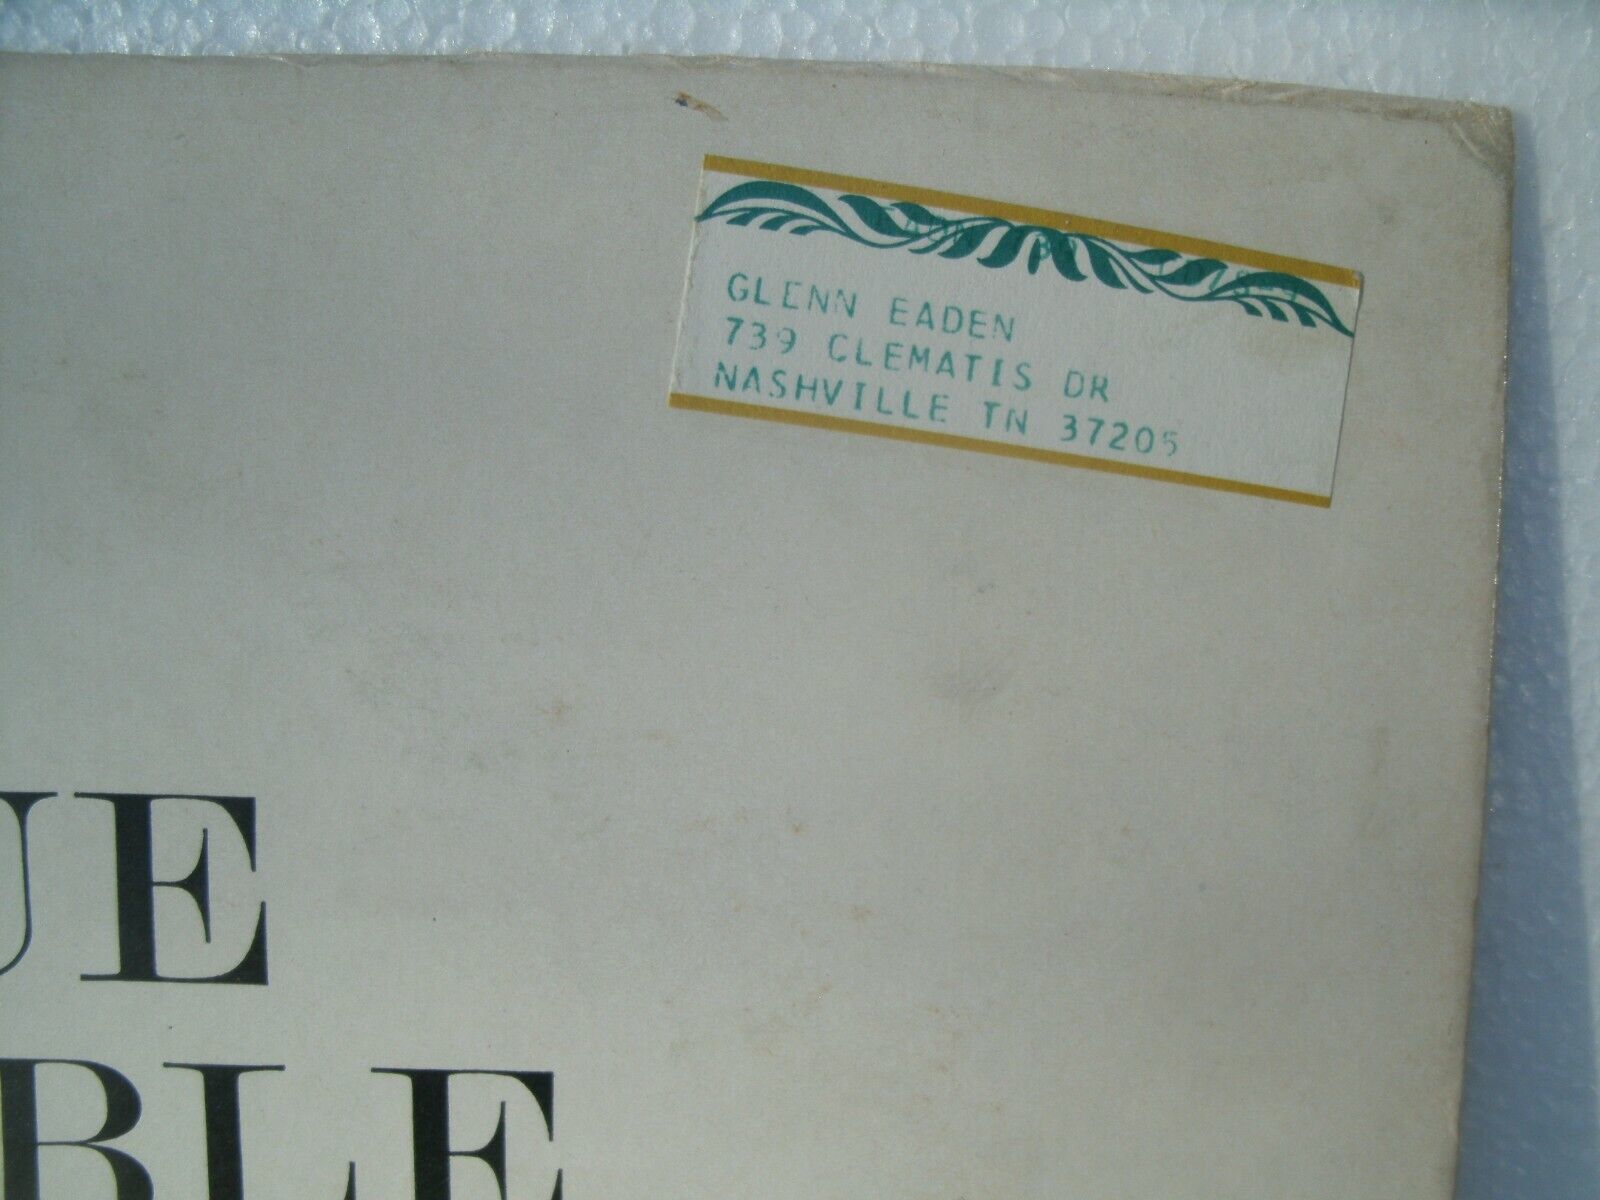 GLENN EADEN
739 CLEMATIS DR
NASHVILLE TN 37205
UE
BLE